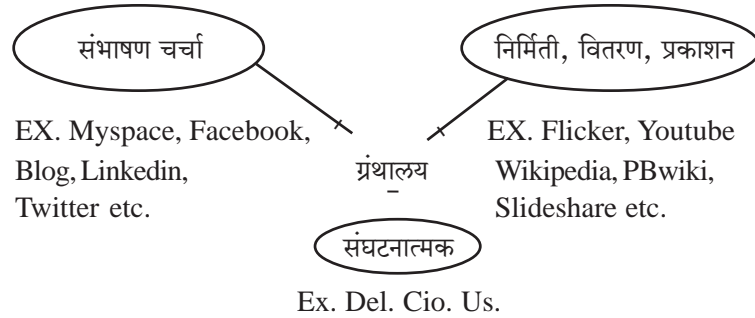 संभाषण चर्चा
निर्मिती, वितरण, प्रकाशन
EX. Myspace, Facebook,
Blog, Linkedin,
Twitter etc.
EX. Flicker, Youtube
Wikipedia, PBwiki,
Slideshare etc.
ग्रंथालय
संघटनात्मक
Ex. Del. Cio. Us.